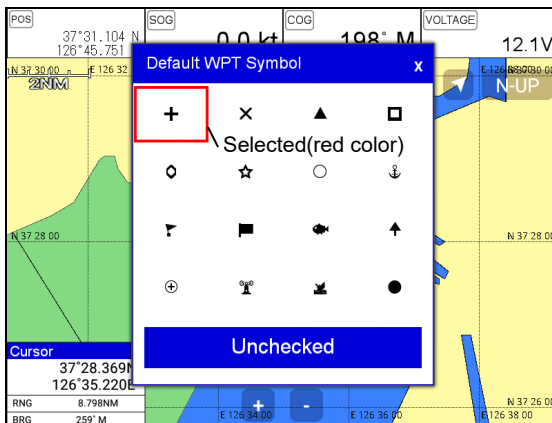 POS
37°31.104 N
126°45.751
SOG
0.0 kt
COG
198° M
VOLTAGE
12.1V
N 37 30 00
E 126 32
2NM
N-UP
Default WPT Symbol
x
Selected(red color)
N 37 28 00
N 37 28 00
Unchecked
Cursor
37°28.369N
126°35.220E
RNG
8.798NM
BRG
259° M
+
-
E 126 34 00
E 126 36 00
N 37 26 00
E 126 38 00